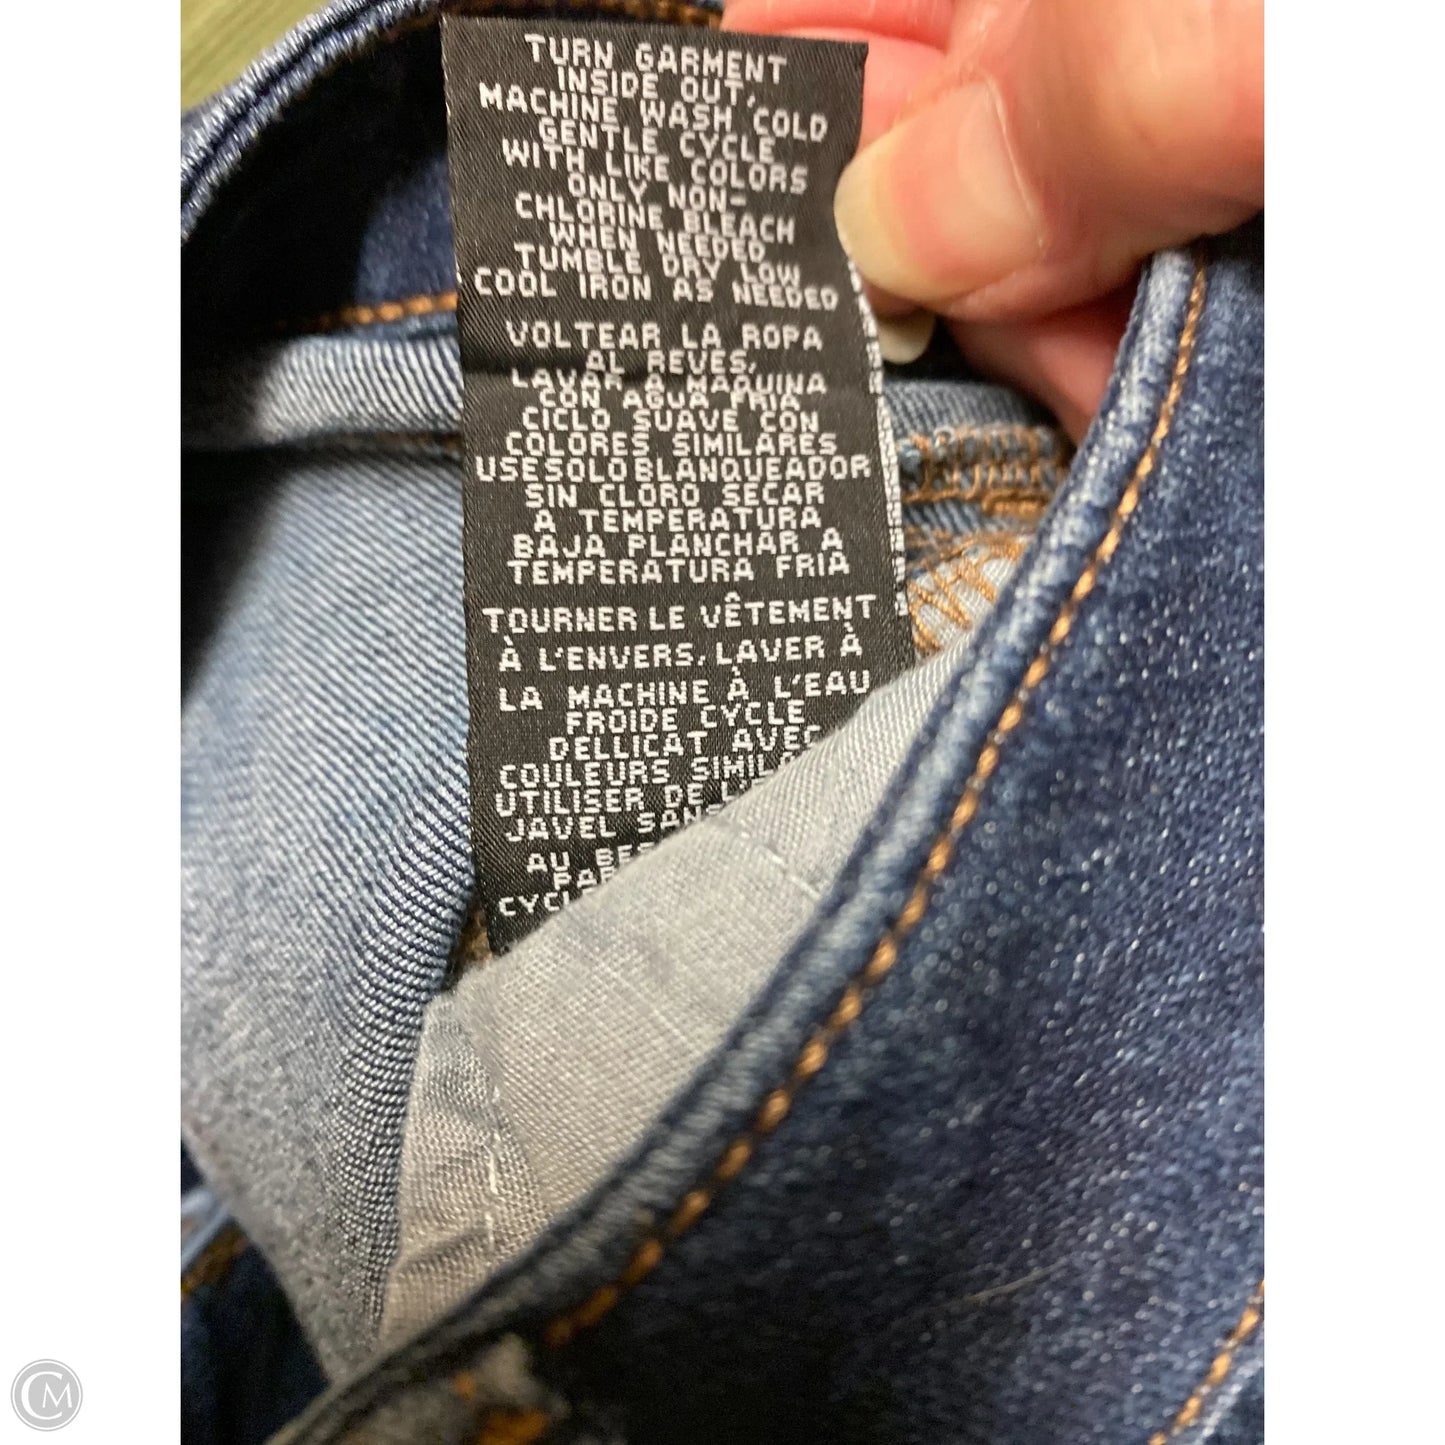 TURN GARMENT
INSIDE OUT,
MACHINE WASH COLD
GENTLE CYCLE
WITH LIKE COLORS
ONLY NON-
CHLORINE BLEACH
WHEN NEEDED
TUMBLE DRY LOW
COOL IRON AS NEEDED
VOLTEAR LA ROPA
AL REVES,
LAVAR A MAQUINA
CON AGUA FRIA
CICLO SUAVE CON
COLORES SIMILARES
USESOLOBLANQUEADOR
SIN CLORO SECAR
A TEMPERATURA
BAJA PLANCHAR A
TEMPERATURA FRIA
TOURNER LE VÊTEMENT
À L'ENVERS, LAVER À
LA MACHINE À L'EAU
FROIDE CYCLE
DELLICAT AVEC
COULEURS
UTILISER DE
JAVEL
AU
CM